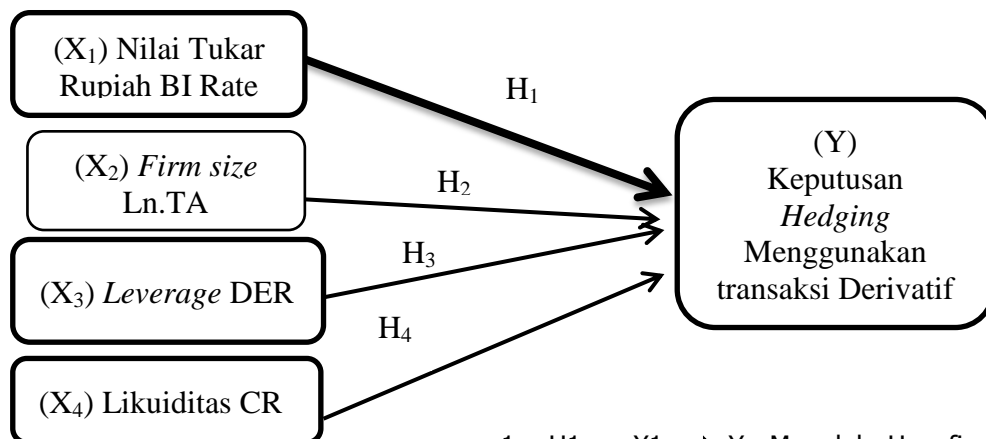 (X₁) Nilai Tukar
Rupiah BI Rate
H₁
(X₂) Firm size
Ln.TA
H₂
(X₃) Leverage DER
H₃
(X₄) Likuiditas CR
H₄
(Y)
Keputusan
Hedging
Menggunakan
transaksi Derivatif